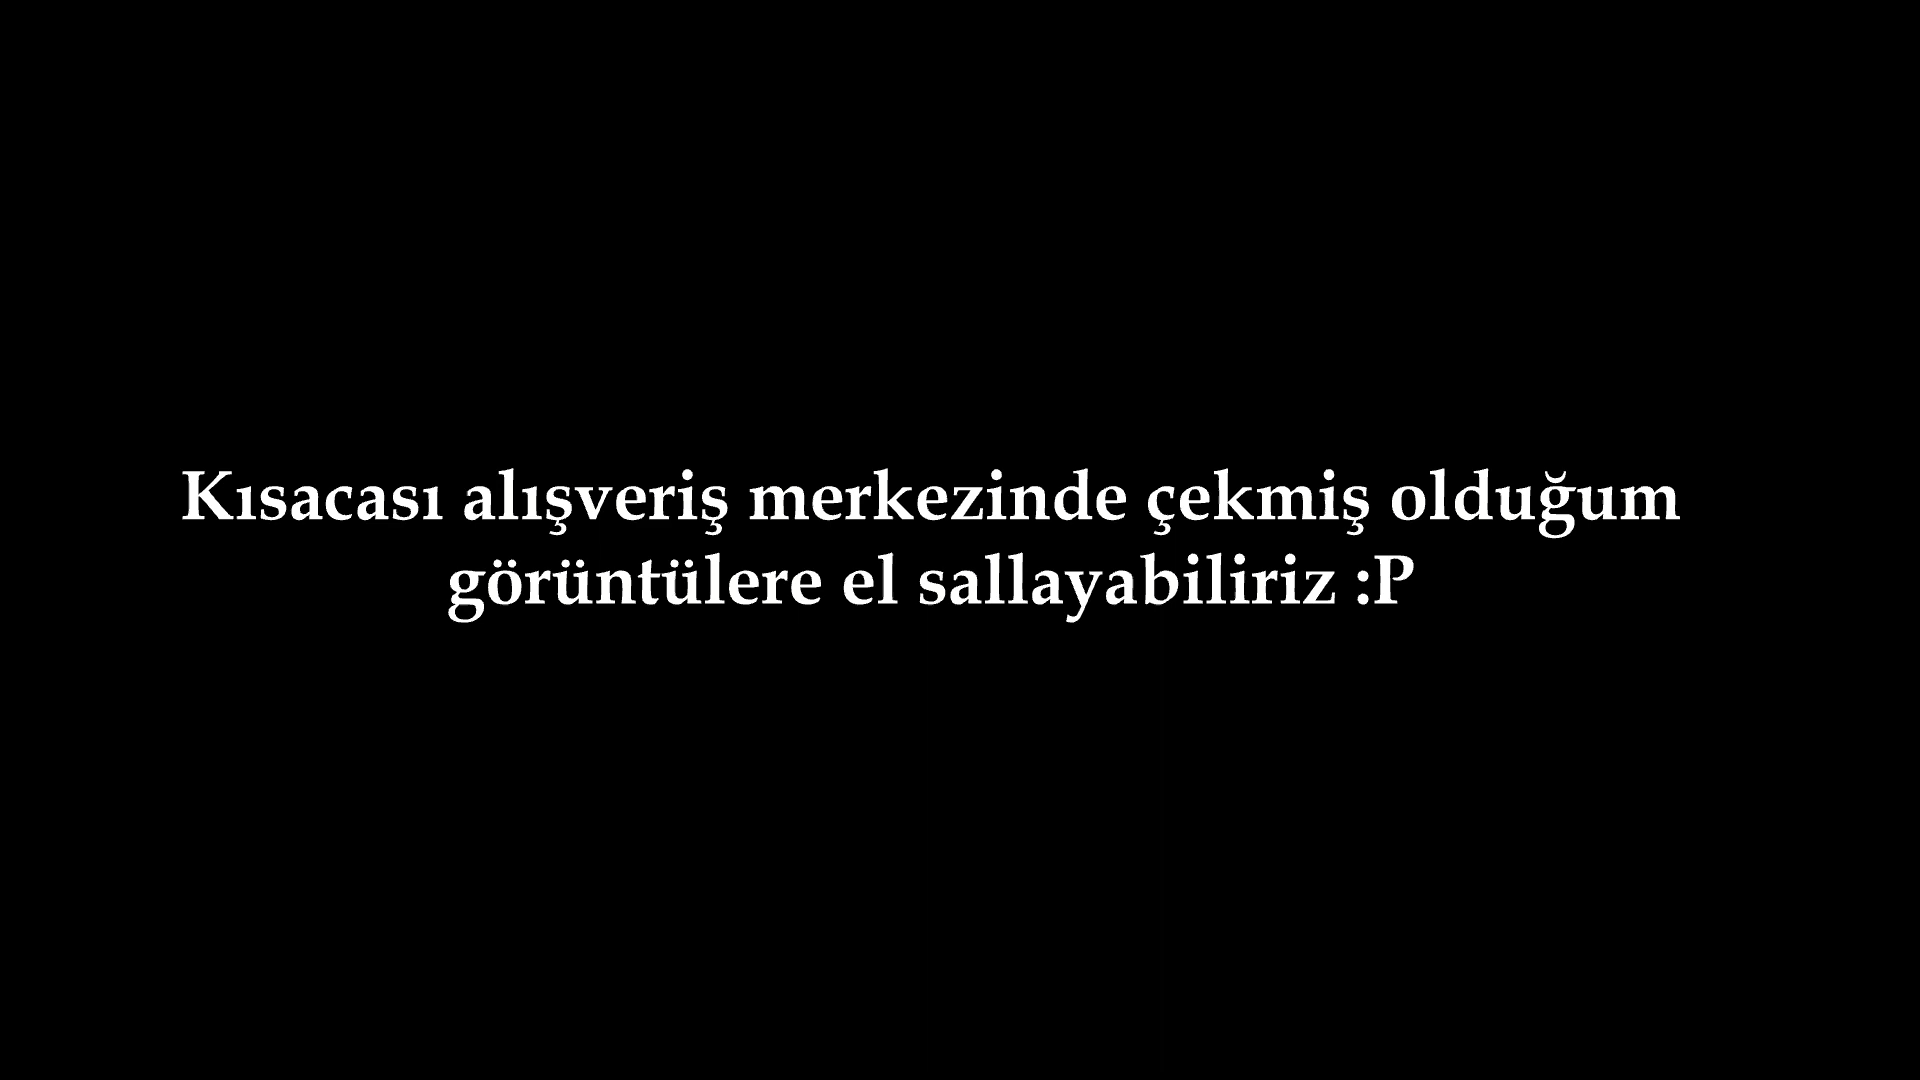 Kısacası alışveriş merkezinde çekmiş olduğum
görüntülere el sallayabiliriz :P